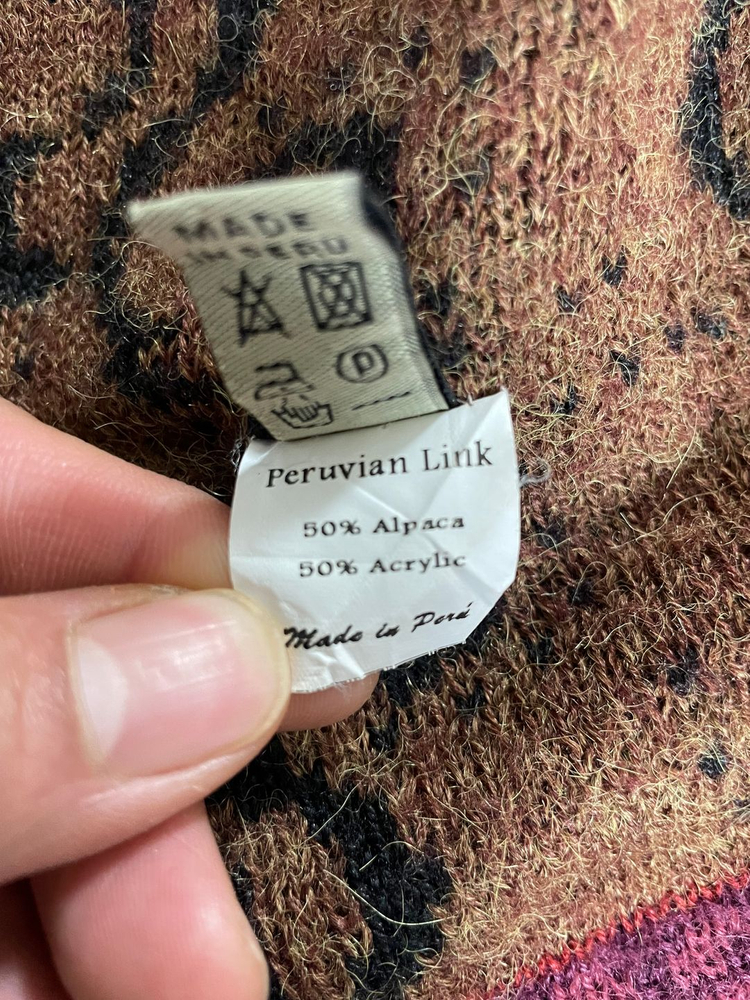 MADE
IN PERU
P
Peruvian Link
50% Alpaca
50% Acrylic
Made in Perú